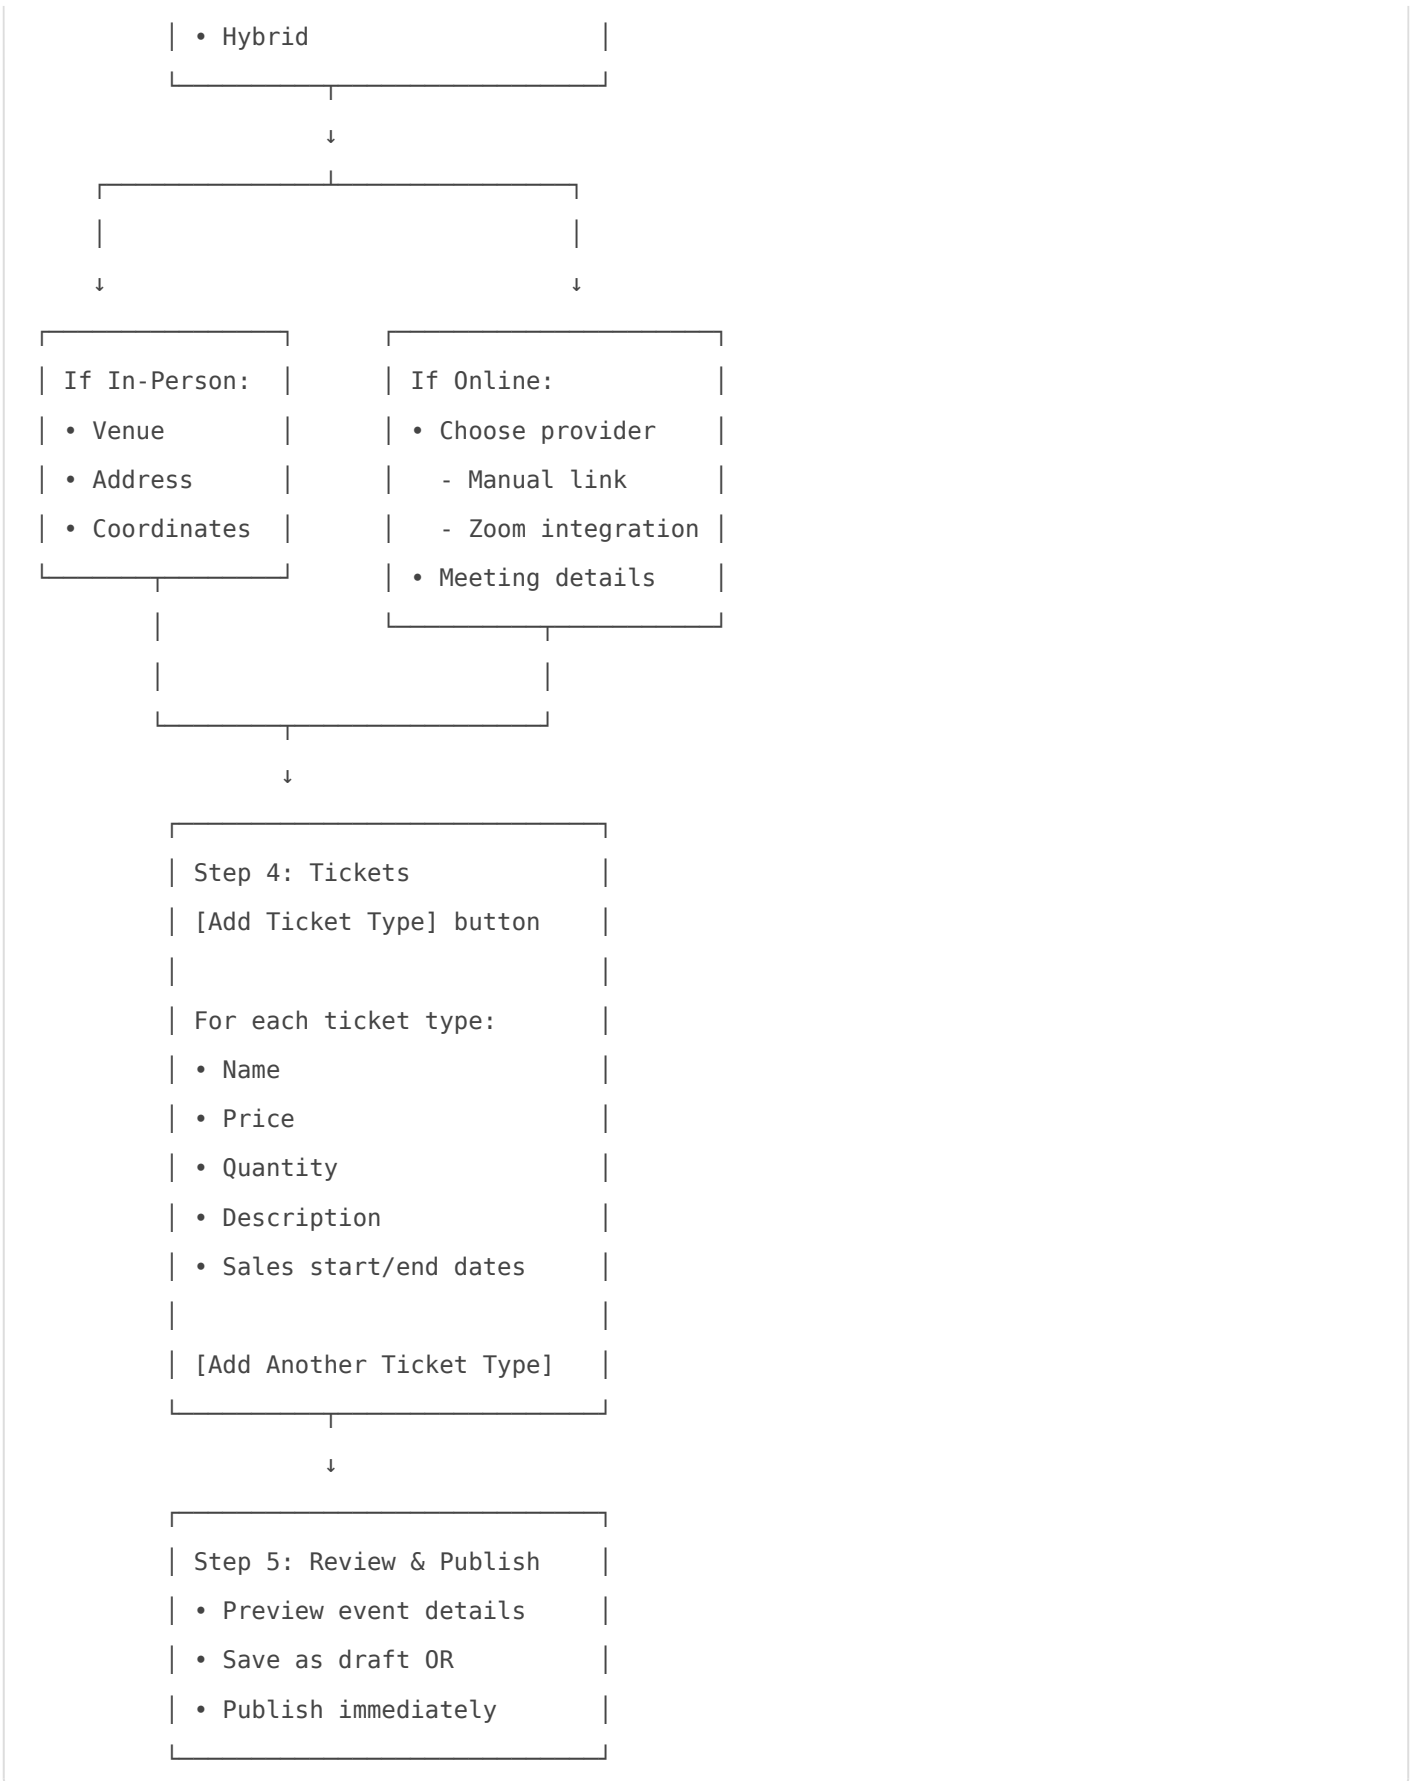 • Hybrid
If In-Person:
• Venue
• Address
• Coordinates
If Online:
• Choose provider
- Manual link
- Zoom integration
• Meeting details
Step 4: Tickets
[Add Ticket Type] button
For each ticket type:
• Name
• Price
• Quantity
• Description
• Sales start/end dates
[Add Another Ticket Type]
Step 5: Review & Publish
• Preview event details
• Save as draft OR
• Publish immediately